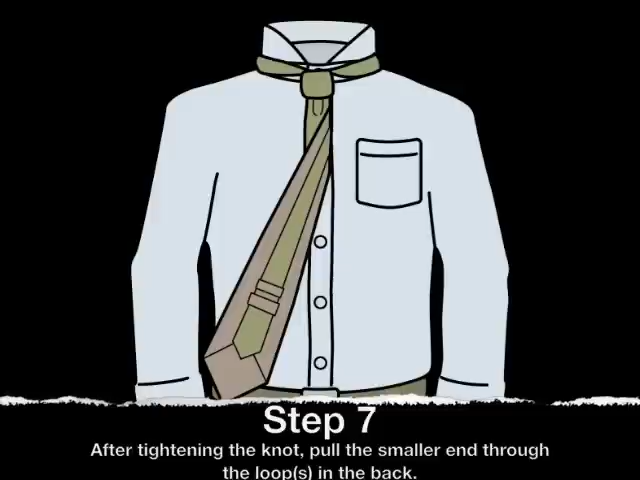 Step 7
After tightening the knot, pull the smaller end through
the loop(s) in the back.